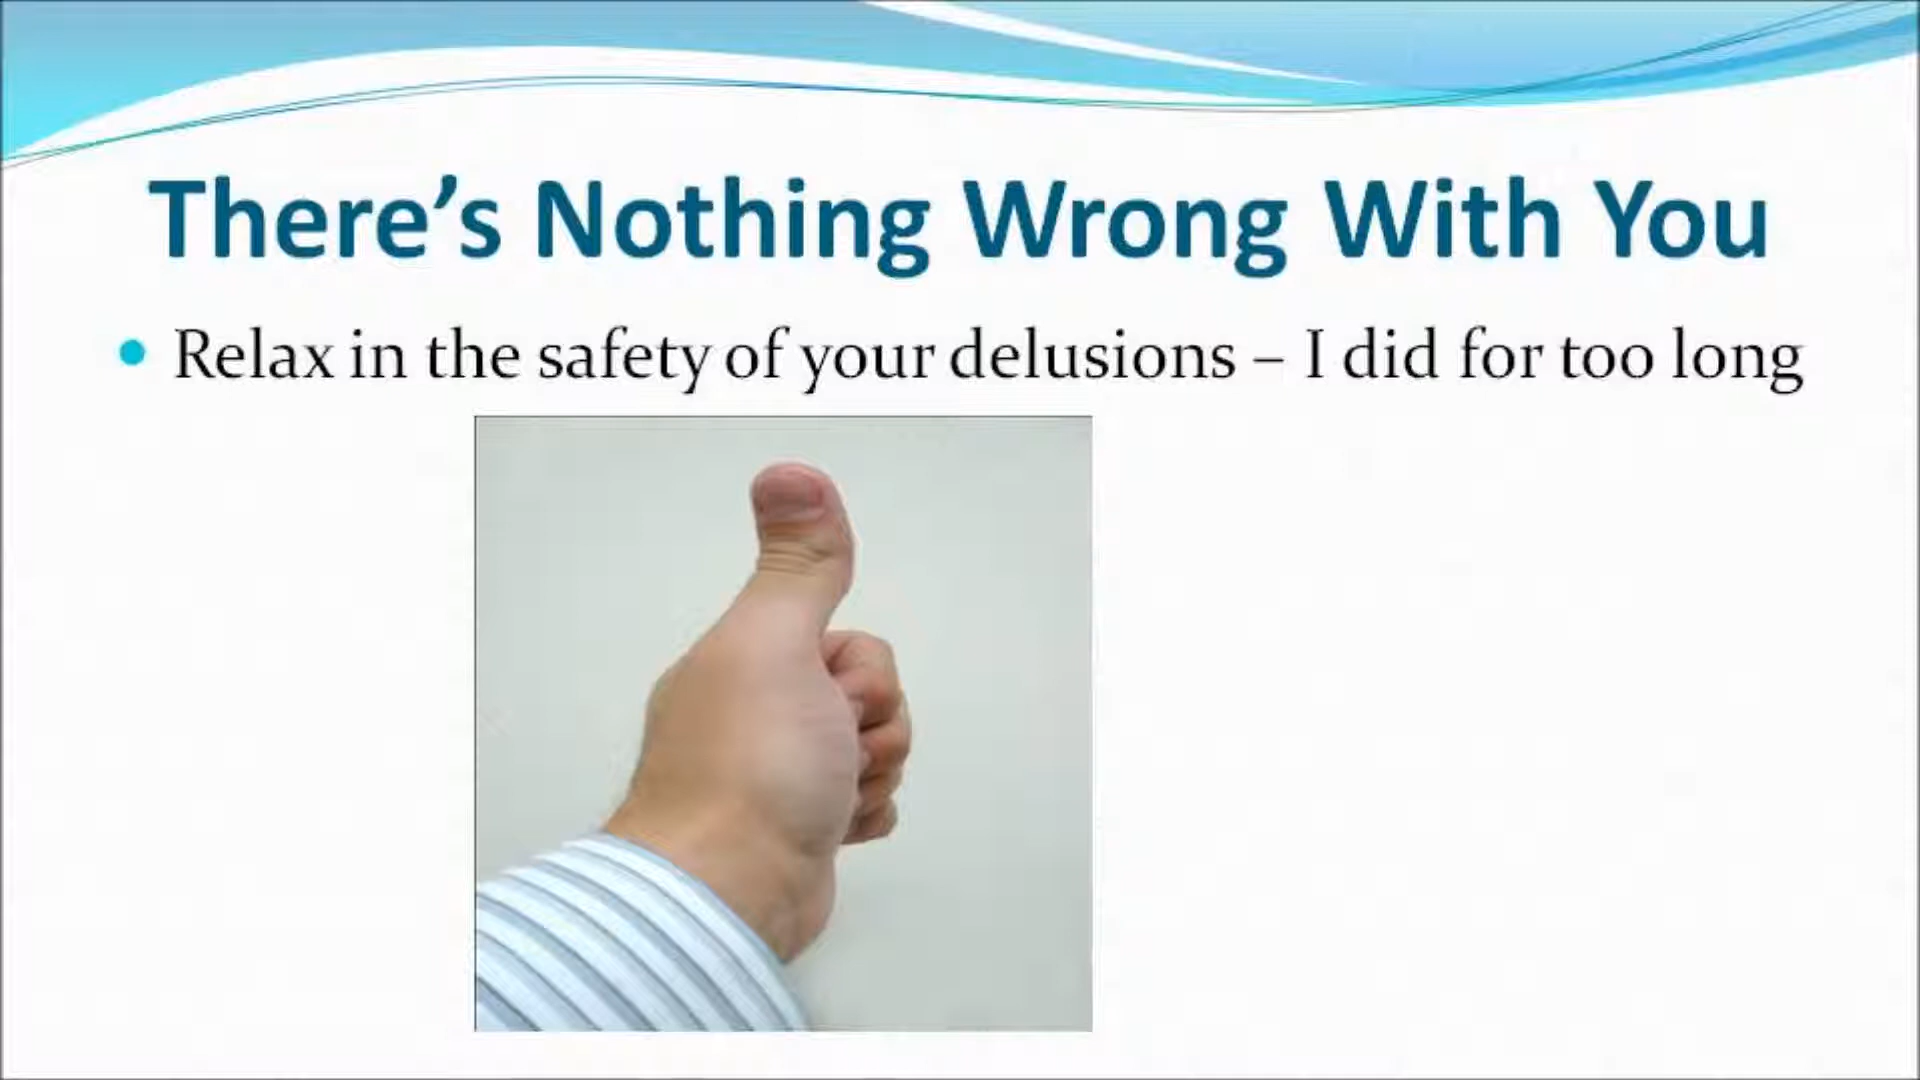 There’s Nothing Wrong With You
• Relax in the safety of your delusions – I did for too long